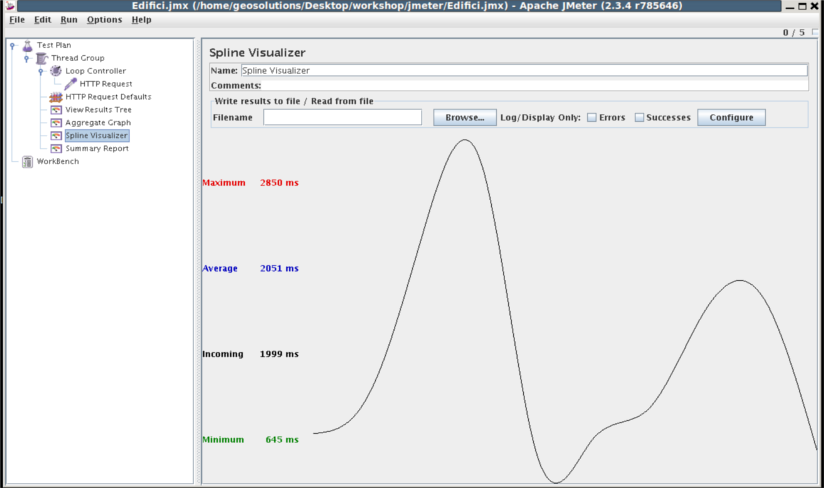 Edifici.jmx (/home/geosolutions/Desktop/workshop/jmeter/Edifici.jmx) - Apache JMeter (2.3.4 r785646)
File Edit Run Options Help
0 / 5
Test Plan
Thread Group
Loop Controller
HTTP Request
HTTP Request Defaults
View Results Tree
Aggregate Graph
Spline Visualizer
Summary Report
WorkBench
Spline Visualizer
Name: Spline Visualizer
Comments:
Write results to file / Read from file
Filename Browse... Log/Display Only: Errors Successes Configure
Maximum 2850 ms
Average 2051 ms
Incoming 1999 ms
Minimum 645 ms